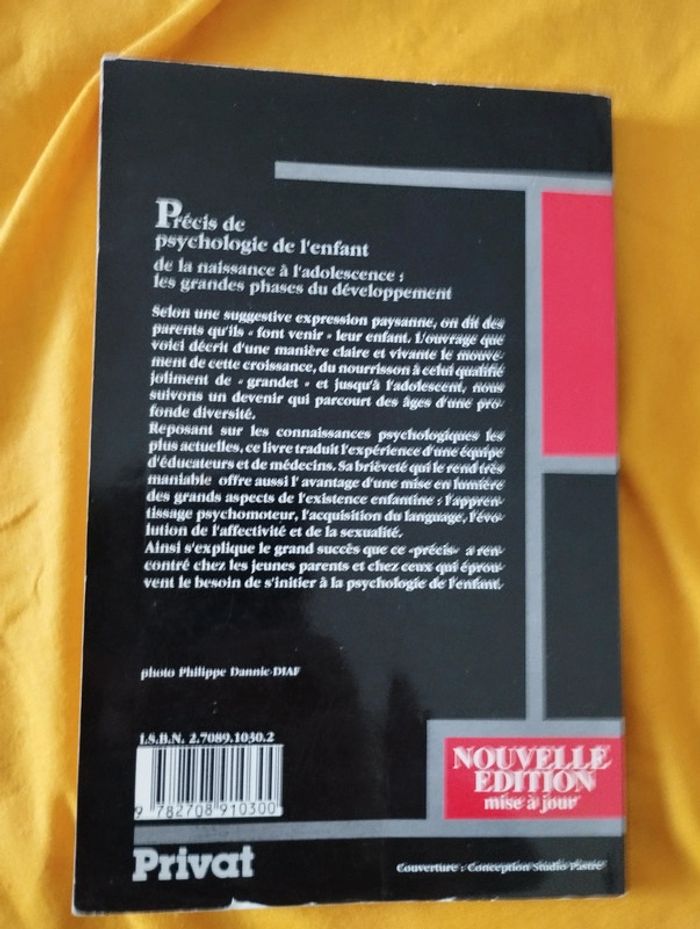 Précis de
psychologie de l'enfant
de la naissance à l'adolescence :
les grandes phases du développement
Selon une suggestive expression paysanne, on dit des
parents qu'ils « font venir » leur enfant. L'ouvrage que
voici décrit d'une manière claire et vivante le mouve-
ment de cette croissance, du nourrisson à celui qualifié
joliment de « grandet » et jusqu'à l'adolescent, nous
suivons un devenir qui parcourt des âges d'une pro-
fonde diversité.
Reposant sur les connaissances psychologiques les
plus actuelles, ce livre traduit l'expérience d'une équipe
d'éducateurs et de médecins. Sa brièveté qui le rend très
maniable offre aussi l'avantage d'une mise en lumière
des grands aspects de l'existence enfantine : l'appren-
tissage psychomoteur, l'acquisition du language, l'évo-
lution de l'affectivité et de la sexualité.
Ainsi s'explique le grand succès que ce «précis» a ren-
contré chez les jeunes parents et chez ceux qui éprou-
vent le besoin de s'initier à la psychologie de l'enfant.
photo Philippe Dannic-DIAF
I.S.B.N. 2.7089.1030.2
9 782708 910300
NOUVELLE
EDITION
mise à jour
Privat
Couverture : Conception Studio Pastre